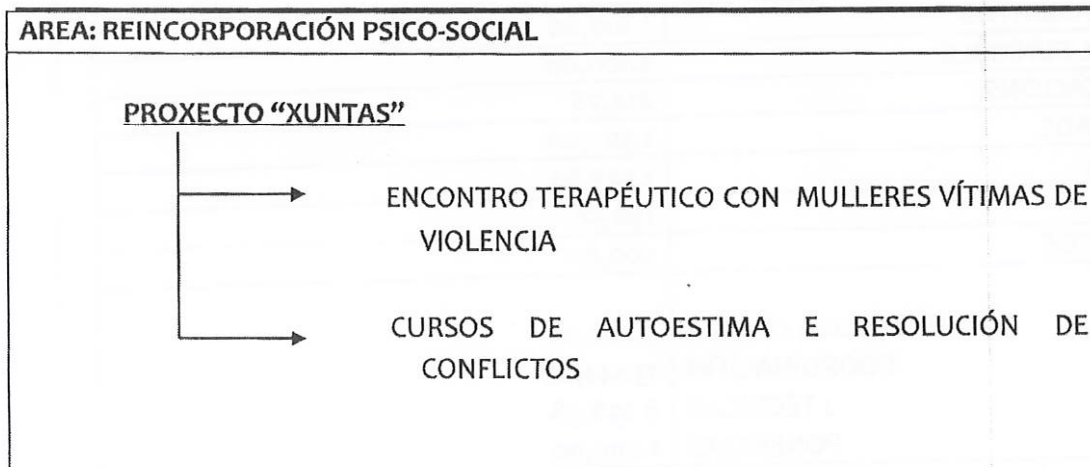 AREA: REINCORPORACIÓN PSICO-SOCIAL
PROXECTO “XUNTAS”
ENCONTRO TERAPÉUTICO CON MULLERES VÍTIMAS DE
VIOLENCIA
CURSOS DE AUTOESTIMA E RESOLUCIÓN DE
CONFLICTOS